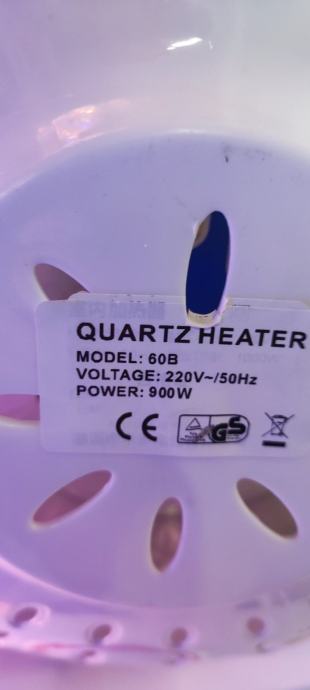 QUARTZ HEATER
MODEL: 60B
VOLTAGE: 220V~/50Hz
POWER: 900W
CE GS